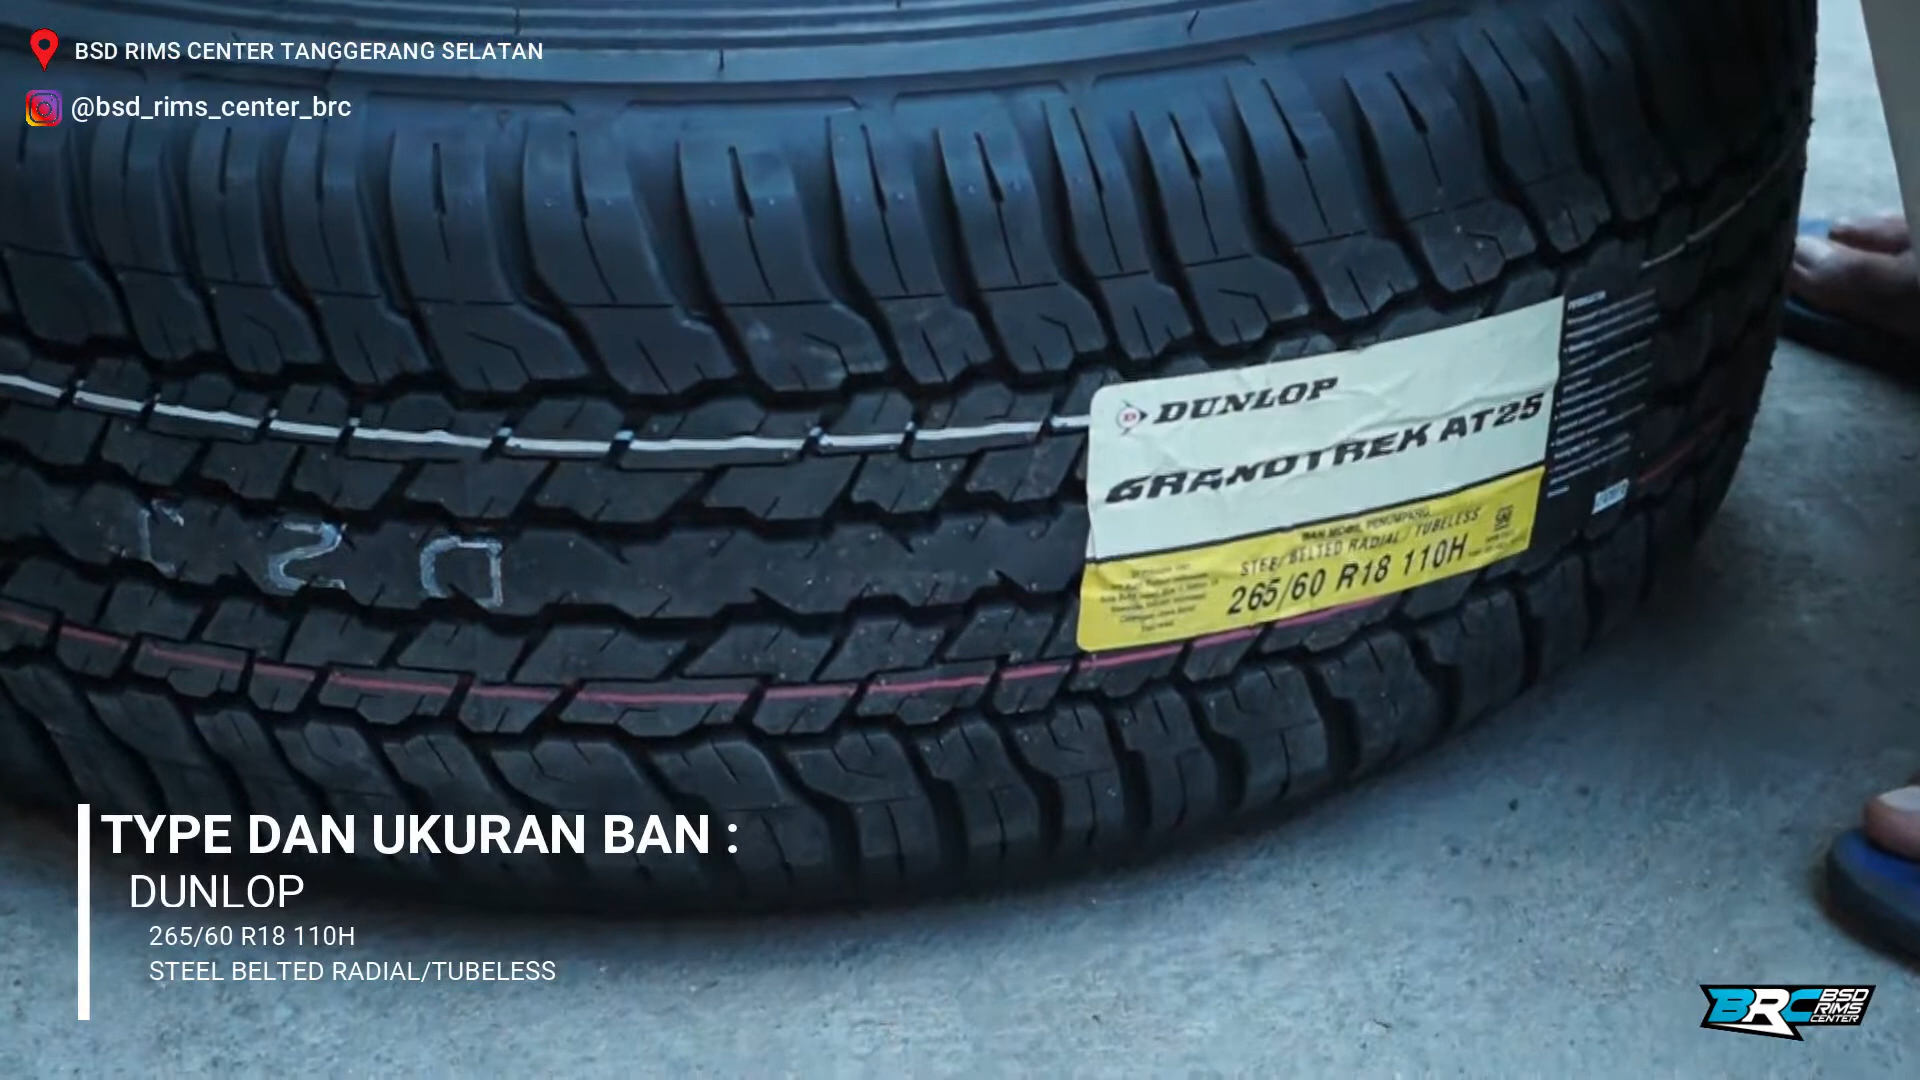 BSD RIMS CENTER TANGGERANG SELATAN
@bsd_rims_center_brc
DUNLOP
GRANDTREK AT25
STEEL BELTED RADIAL / TUBELESS
265/60 R18 110H
TYPE DAN UKURAN BAN :
DUNLOP
265/60 R18 110H
STEEL BELTED RADIAL/TUBELESS
BRC BSD
RIMS
CENTER